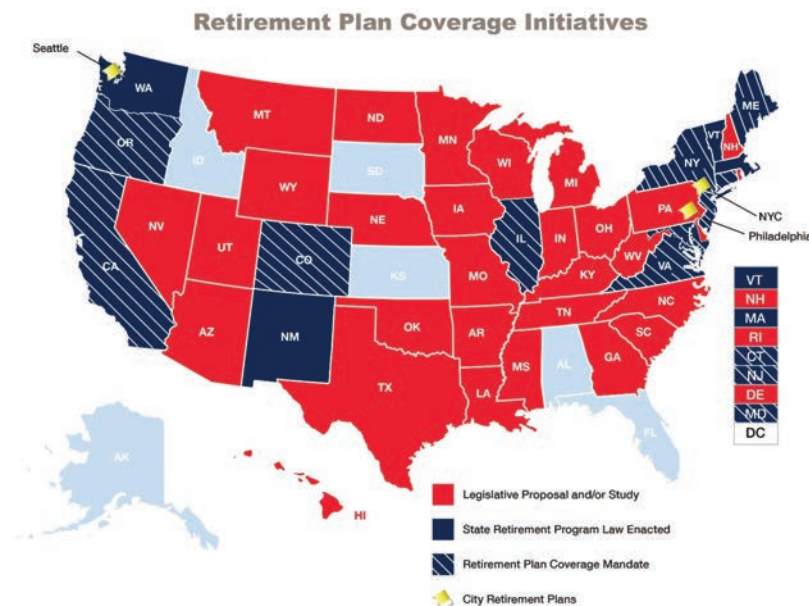 Retirement Plan Coverage Initiatives
Seattle
WA
MT
ND
MN
ME
VT
NH
OR
ID
SD
WI
MI
NY
WY
IA
PA
NYC
Philadelphia
NV
NE
IL
IN
OH
UT
CO
WV
VA
CA
KS
MO
KY
VT
NH
MA
RI
CT
NJ
DE
MD
DC
AZ
NM
OK
AR
TN
NC
SC
TX
LA
MS
AL
GA
FL
AK
HI
Legislative Proposal and/or Study
State Retirement Program Law Enacted
Retirement Plan Coverage Mandate
City Retirement Plans